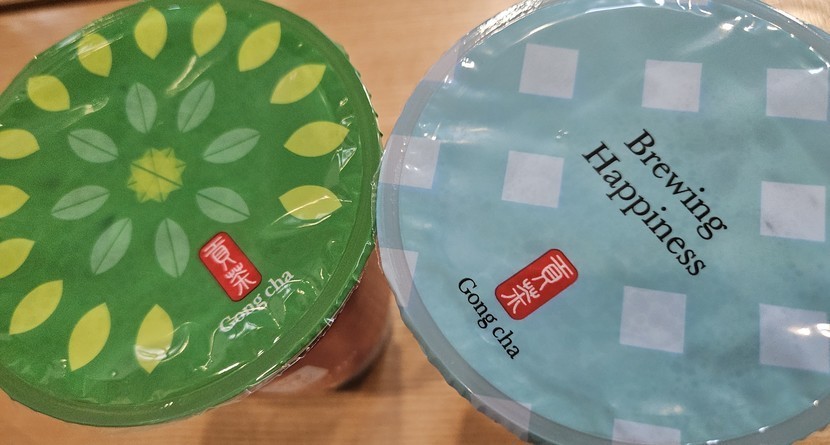 貢茶
Gong cha
Brewing
Happiness
貢茶
Gong cha